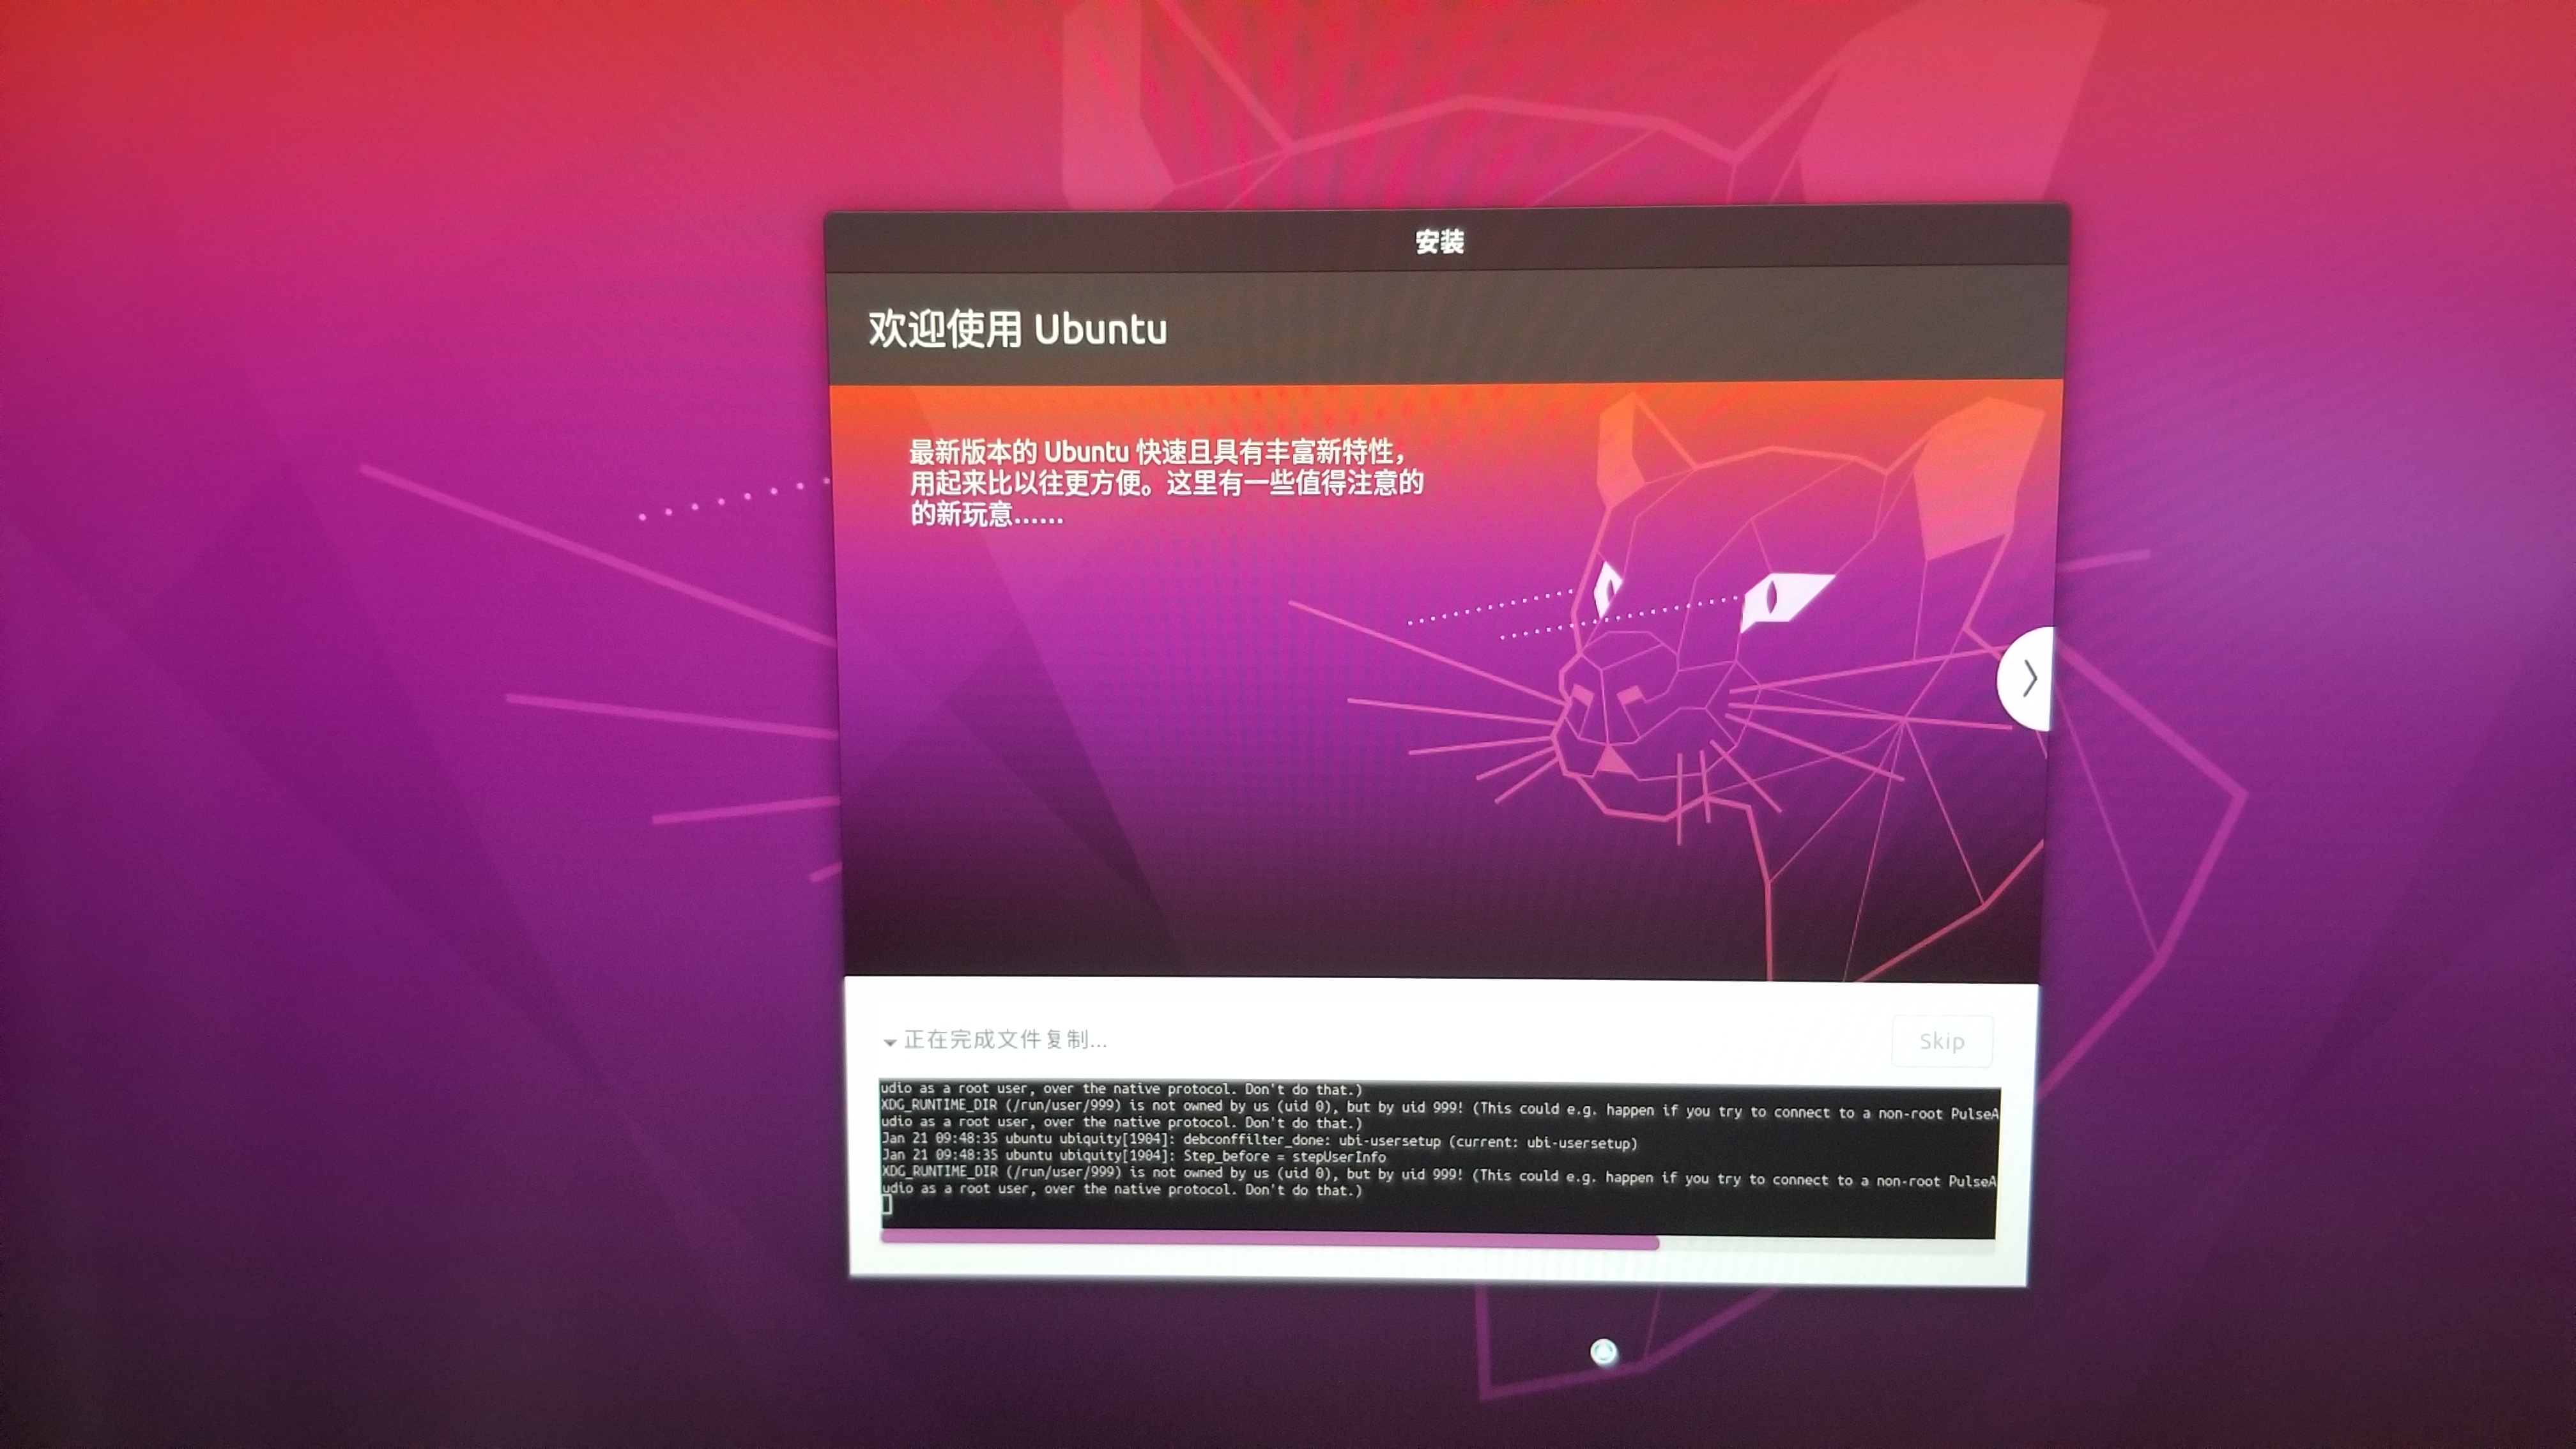 安装
欢迎使用 Ubuntu
最新版本的 Ubuntu 快速且具有丰富新特性，
用起来比以往更方便。这里有一些值得注意的
的新玩意……
正在完成文件复制...
Skip
udio as a root user, over the native protocol. Don't do that.)
XDG_RUNTIME_DIR (/run/user/999) is not owned by us (uid 0), but by uid 999! (This could e.g. happen if you try to connect to a non-root PulseA
udio as a root user, over the native protocol. Don't do that.)
Jan 21 09:48:35 ubuntu ubiquity[1904]: debconffilter_done: ubi-usersetup (current: ubi-usersetup)
Jan 21 09:48:35 ubuntu ubiquity[1904]: Step_before = stepUserInfo
XDG_RUNTIME_DIR (/run/user/999) is not owned by us (uid 0), but by uid 999! (This could e.g. happen if you try to connect to a non-root PulseA
udio as a root user, over the native protocol. Don't do that.)